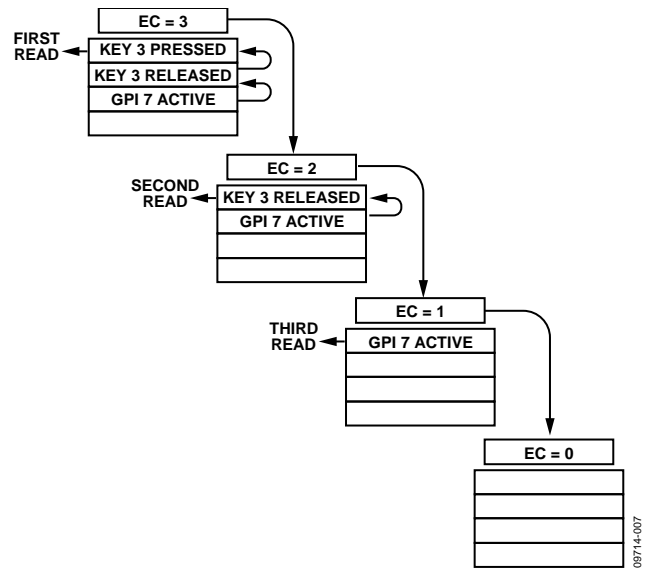 EC = 3
FIRST
READ
KEY 3 PRESSED
KEY 3 RELEASED
GPI 7 ACTIVE
EC = 2
SECOND
READ
KEY 3 RELEASED
GPI 7 ACTIVE
EC = 1
THIRD
READ
GPI 7 ACTIVE
EC = 0
09714-007